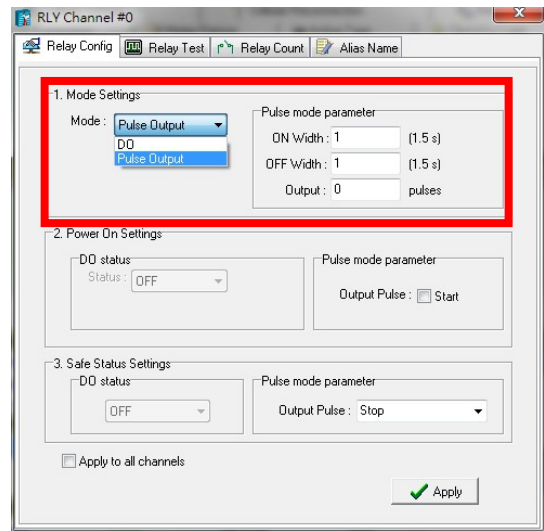 RLY Channel #0
Relay Config Relay Test Relay Count Alias Name
1. Mode Settings
Mode : Pulse Output
DO
Pulse Output
Pulse mode parameter
ON Width : 1 (1.5 s)
OFF Width : 1 (1.5 s)
Output : 0 pulses
2. Power On Settings
DO status
Status : OFF
Pulse mode parameter
Output Pulse : Start
3. Safe Status Settings
DO status
OFF
Pulse mode parameter
Output Pulse : Stop
Apply to all channels
Apply